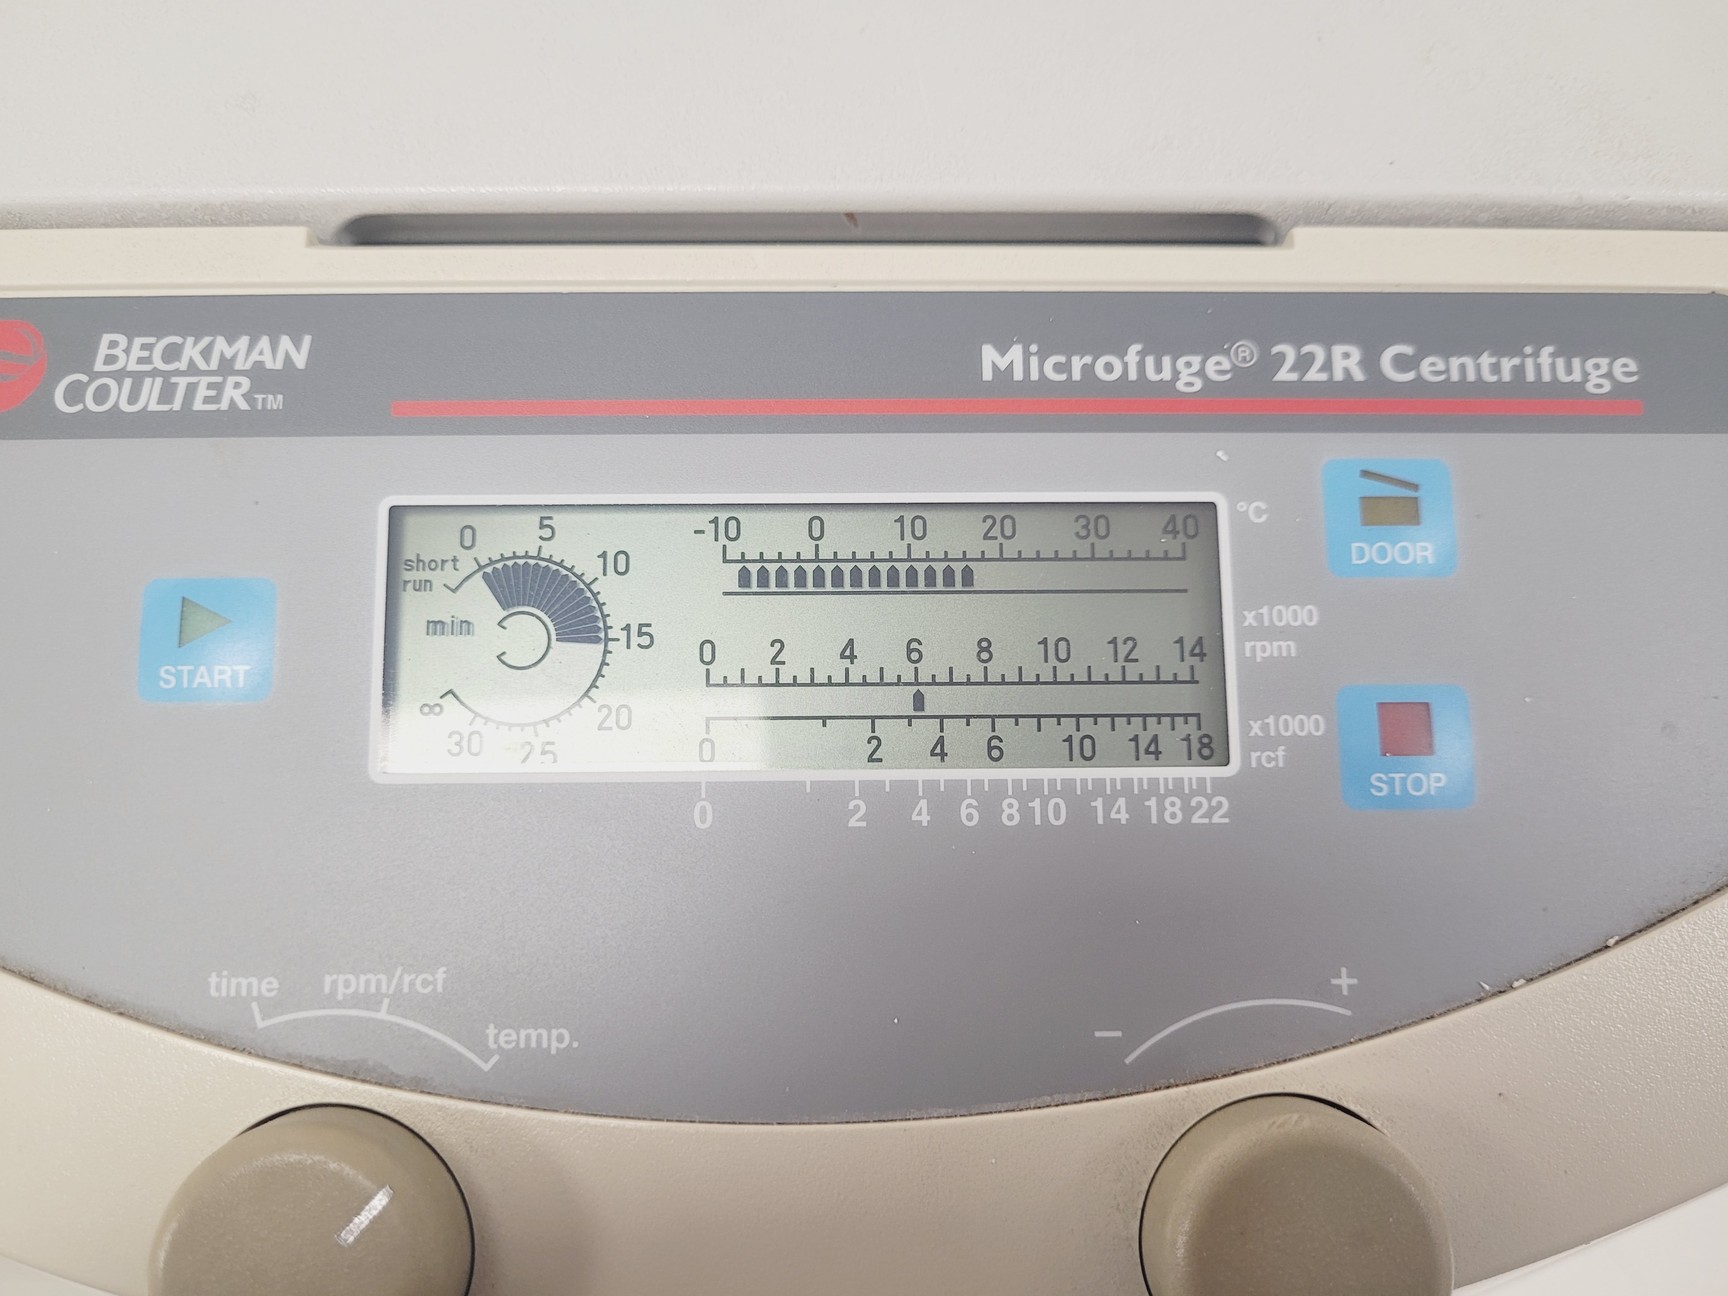 BECKMAN
COULTER™
Microfuge® 22R Centrifuge
START
0 5 10 15 20 25 30 ∞
short
run
min
-10 0 10 20 30 40
°C
0 2 4 6 8 10 12 14
x1000
rpm
0 2 4 6 10 14 18
x1000
rcf
0 2 4 6 8 10 14 18 22
DOOR
STOP
time rpm/rcf temp.
− +